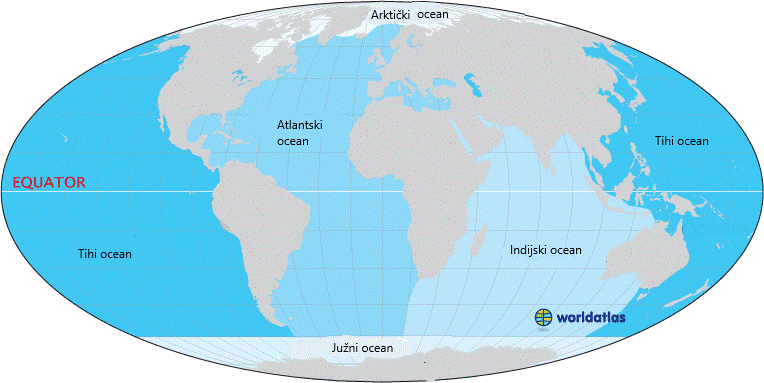 Arktički ocean
Atlantski
ocean
Tihi ocean
EQUATOR
Tihi ocean
Indijski ocean
worldatlas
Južni ocean